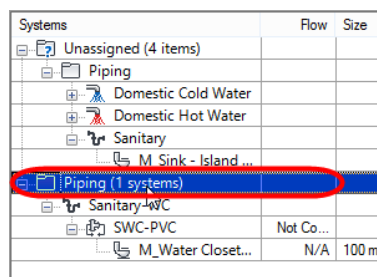 Systems Flow Size
Unassigned (4 items)
Piping
Domestic Cold Water
Domestic Hot Water
Sanitary
M_Sink - Island ...
Piping (1 systems)
Sanitary-WC
SWC-PVC Not Co...
M_Water Closet... N/A 100 m